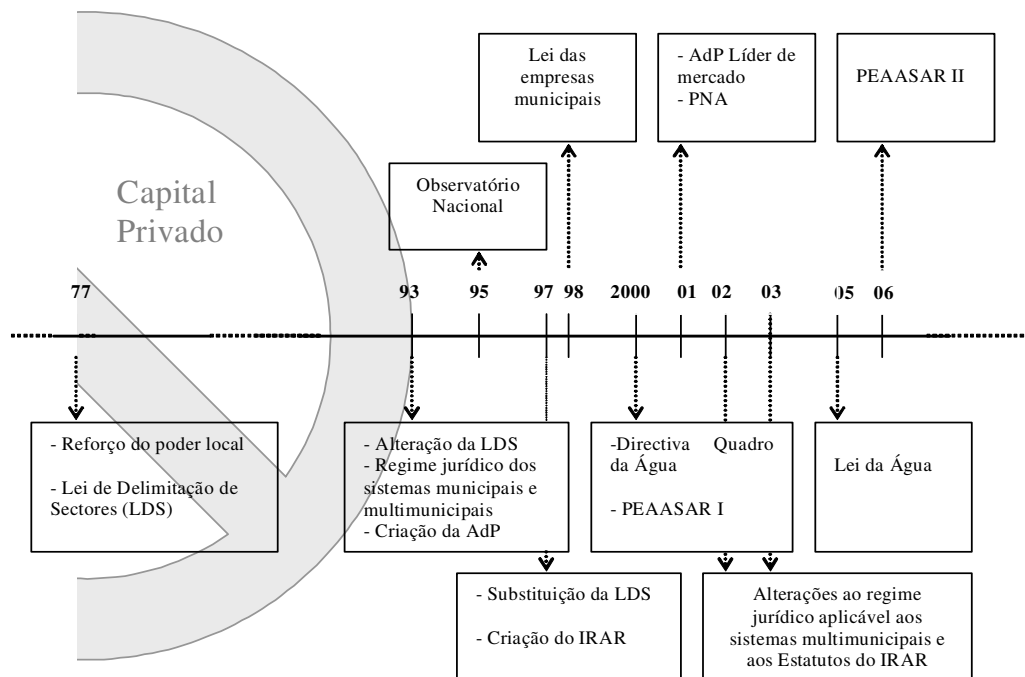 Lei das
empresas
municipais
- AdP Líder de
mercado
- PNA
PEAASAR II
Observatório
Nacional
Capital
Privado
77
93
95
97
98
2000
01
02
03
05
06
- Reforço do poder local
- Lei de Delimitação de
Sectores (LDS)
- Alteração da LDS
- Regime jurídico dos
sistemas municipais e
multimunicipais
- Criação da AdP
-Directiva Quadro
da Água
- PEAASAR I
Lei da Água
- Substituição da LDS
- Criação do IRAR
Alterações ao regime
jurídico aplicável aos
sistemas multimunicipais e
aos Estatutos do IRAR